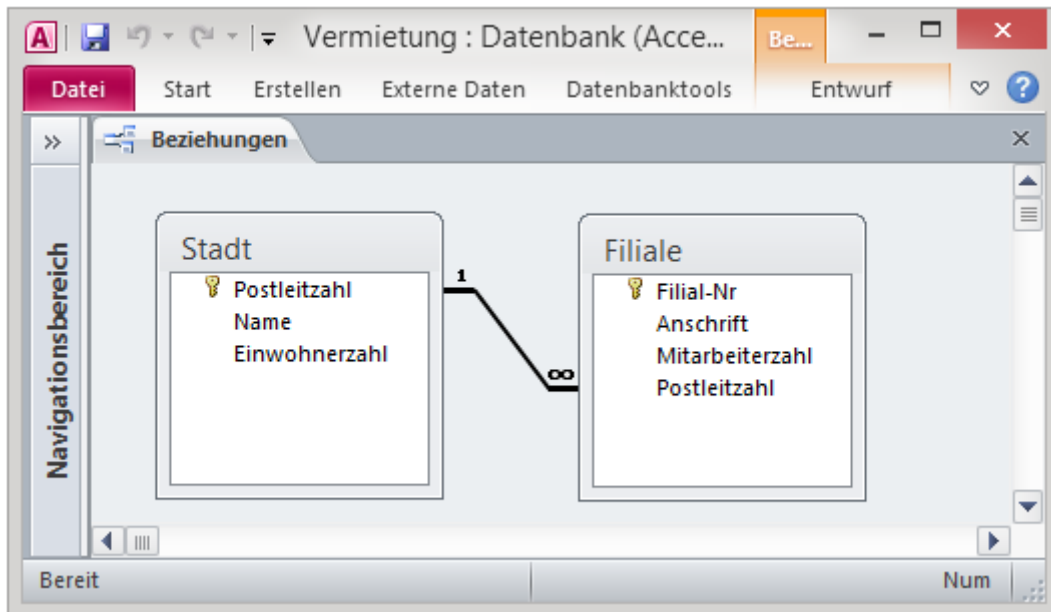 A Vermietung : Datenbank (Acce... Be...
Datei Start Erstellen Externe Daten Datenbanktools Entwurf ?
» Beziehungen ×
Navigationsbereich
Stadt
Postleitzahl
Name
Einwohnerzahl
1
∞
Filiale
Filial-Nr
Anschrift
Mitarbeiterzahl
Postleitzahl
Bereit Num